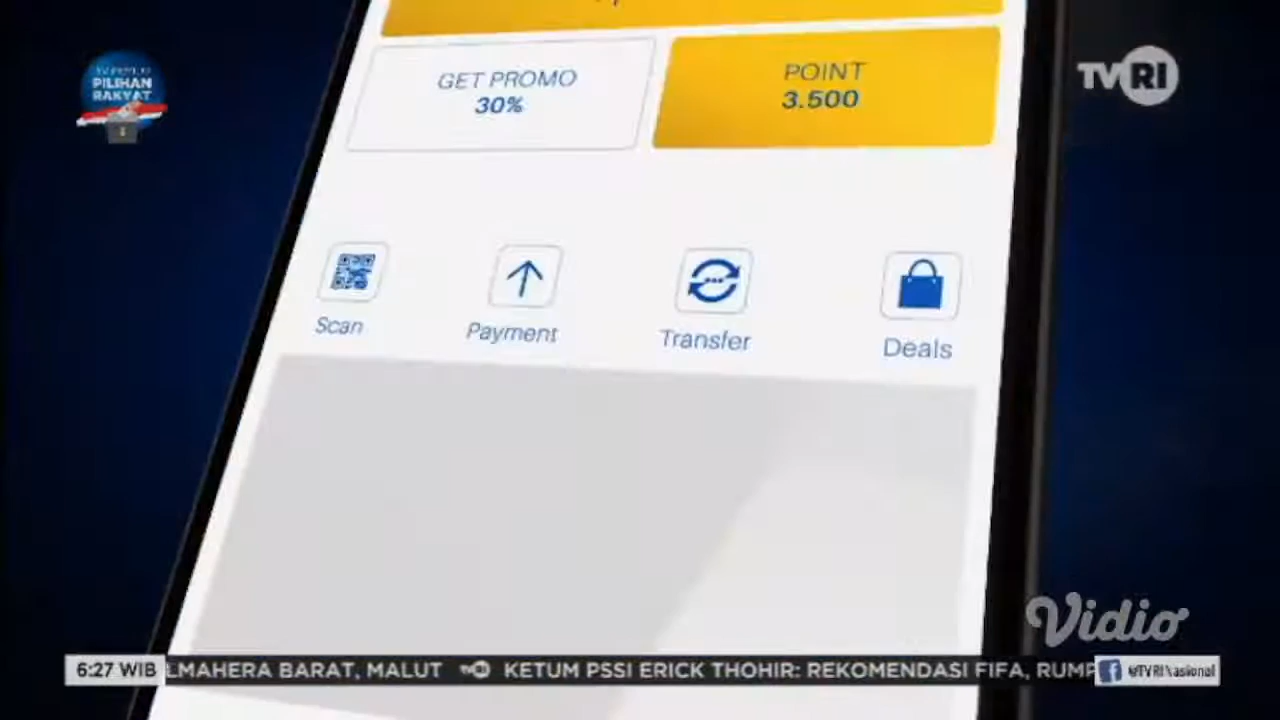 PILIHAN
RAKYAT
TVRI
GET PROMO
30%
POINT
3.500
Scan
Payment
Transfer
Deals
Vidio
6:27 WIB
LMAHERA BARAT, MALUT TVRI KETUM PSSI ERICK THOHIR: REKOMENDASI FIFA, RUMP
@TVRINasional